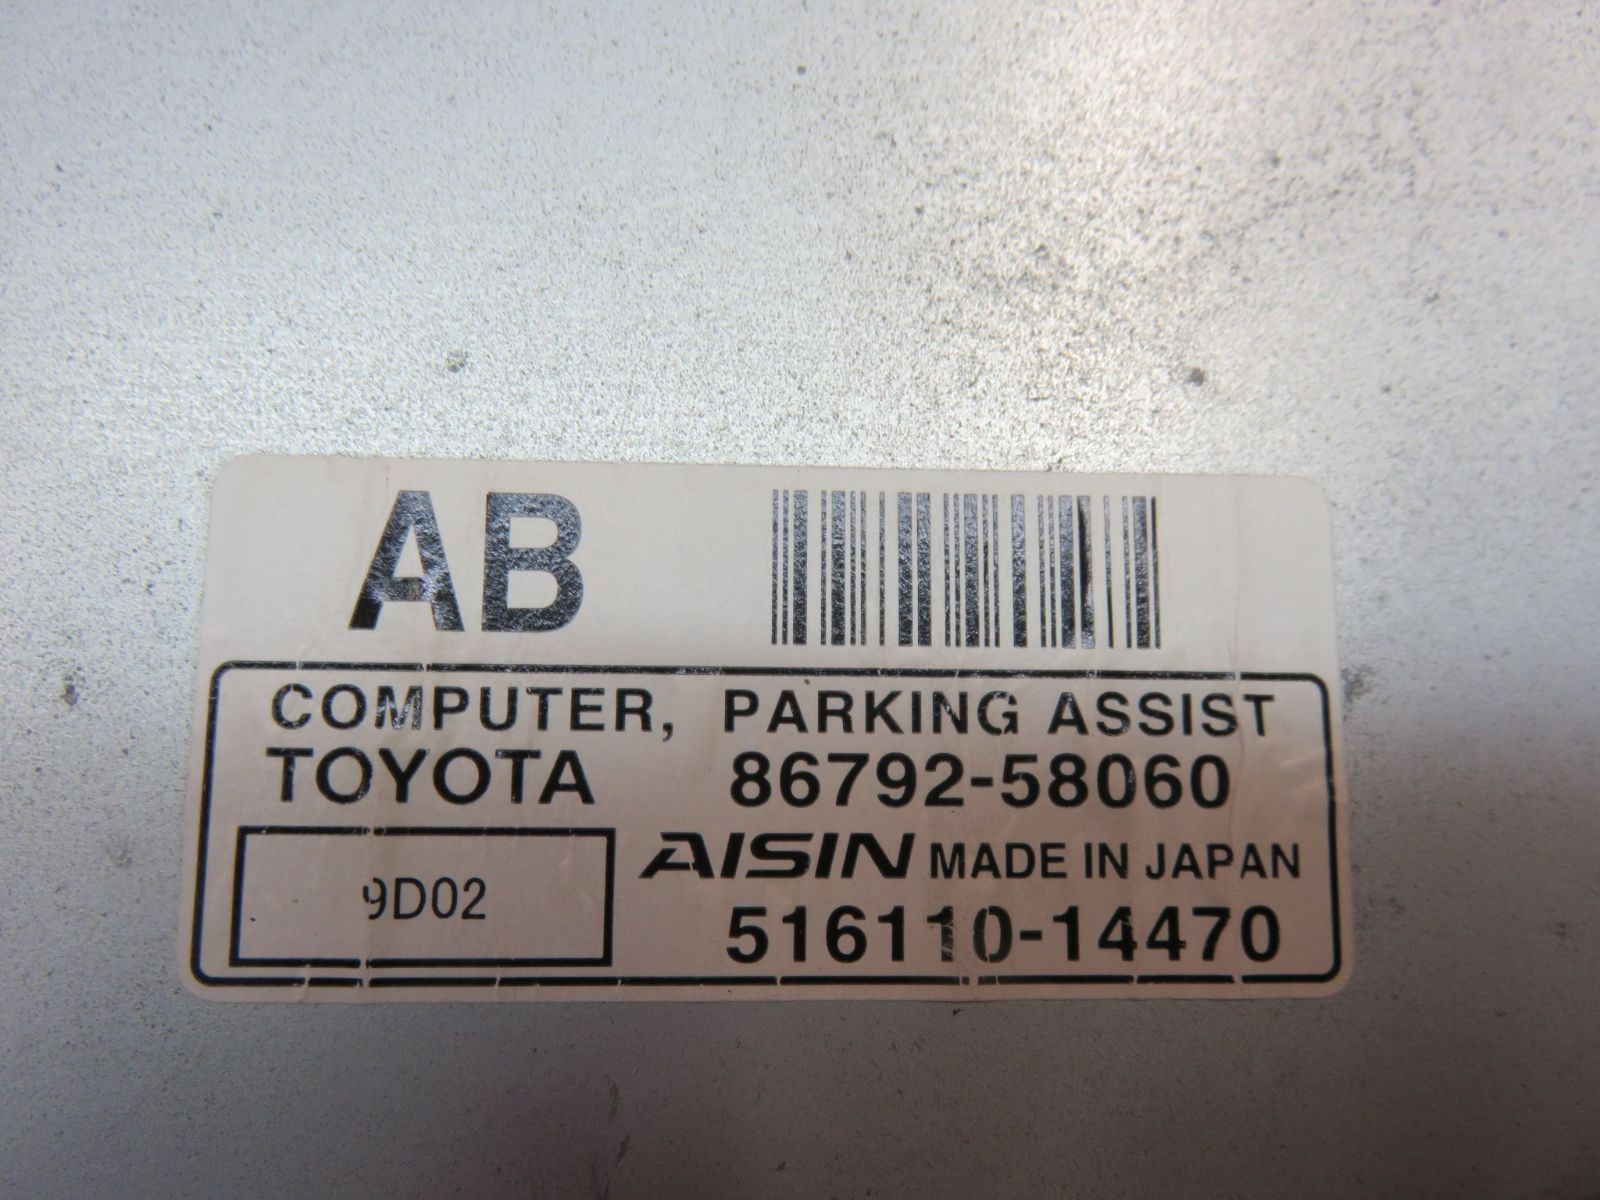 AB
COMPUTER, PARKING ASSIST
TOYOTA 86792-58060
9D02 AISIN MADE IN JAPAN
516110-14470